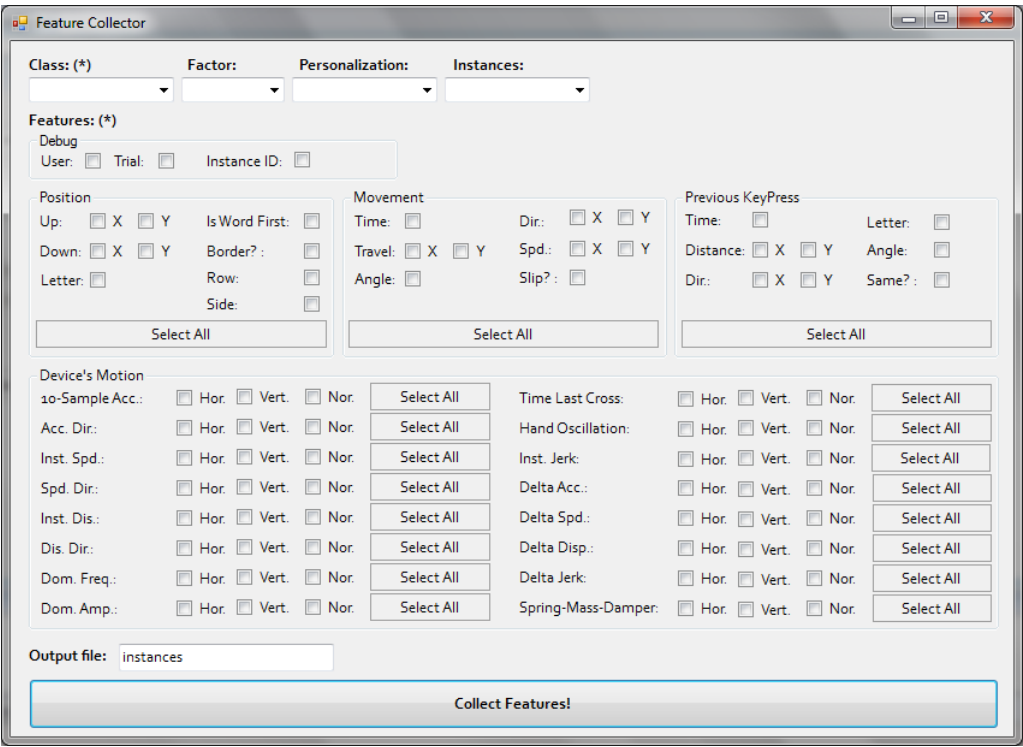 Feature Collector
Class: (*) Factor: Personalization: Instances:
Features: (*)
Debug
User: Trial: Instance ID:
Position Movement Previous KeyPress
Up: X Y Is Word First: Time: Dir.: X Y Time: Letter:
Down: X Y Border? : Travel: X Y Spd.: X Y Distance: X Y Angle:
Letter: Row: Angle: Slip? : Dir.: X Y Same? :
Side:
Select All Select All Select All
Device's Motion
10-Sample Acc.: Hor. Vert. Nor. Select All Time Last Cross: Hor. Vert. Nor. Select All
Acc. Dir.: Hor. Vert. Nor. Select All Hand Oscillation: Hor. Vert. Nor. Select All
Inst. Spd.: Hor. Vert. Nor. Select All Inst. Jerk: Hor. Vert. Nor. Select All
Spd. Dir.: Hor. Vert. Nor. Select All Delta Acc.: Hor. Vert. Nor. Select All
Inst. Dis.: Hor. Vert. Nor. Select All Delta Spd.: Hor. Vert. Nor. Select All
Dis. Dir.: Hor. Vert. Nor. Select All Delta Disp.: Hor. Vert. Nor. Select All
Dom. Freq.: Hor. Vert. Nor. Select All Delta Jerk: Hor. Vert. Nor. Select All
Dom. Amp.: Hor. Vert. Nor. Select All Spring-Mass-Damper: Hor. Vert. Nor. Select All
Output file: instances
Collect Features!